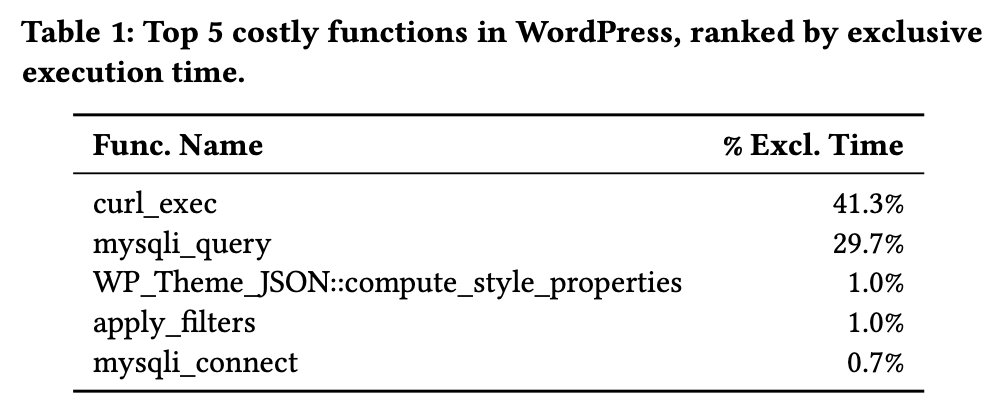 Table 1: Top 5 costly functions in WordPress, ranked by exclusive
execution time.
Func. Name % Excl. Time
curl_exec 41.3%
mysqli_query 29.7%
WP_Theme_JSON::compute_style_properties 1.0%
apply_filters 1.0%
mysqli_connect 0.7%